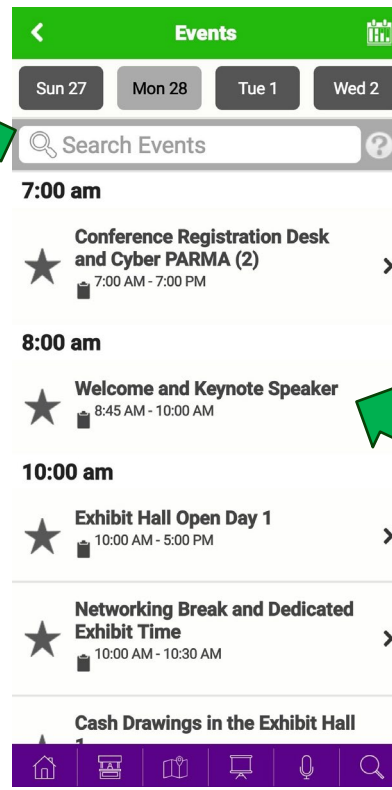 Events
Sun 27 Mon 28 Tue 1 Wed 2
Search Events ?
7:00 am
Conference Registration Desk
and Cyber PARMA (2)
7:00 AM - 7:00 PM
8:00 am
Welcome and Keynote Speaker
8:45 AM - 10:00 AM
10:00 am
Exhibit Hall Open Day 1
10:00 AM - 5:00 PM
Networking Break and Dedicated
Exhibit Time
10:00 AM - 10:30 AM
Cash Drawings in the Exhibit Hall
1